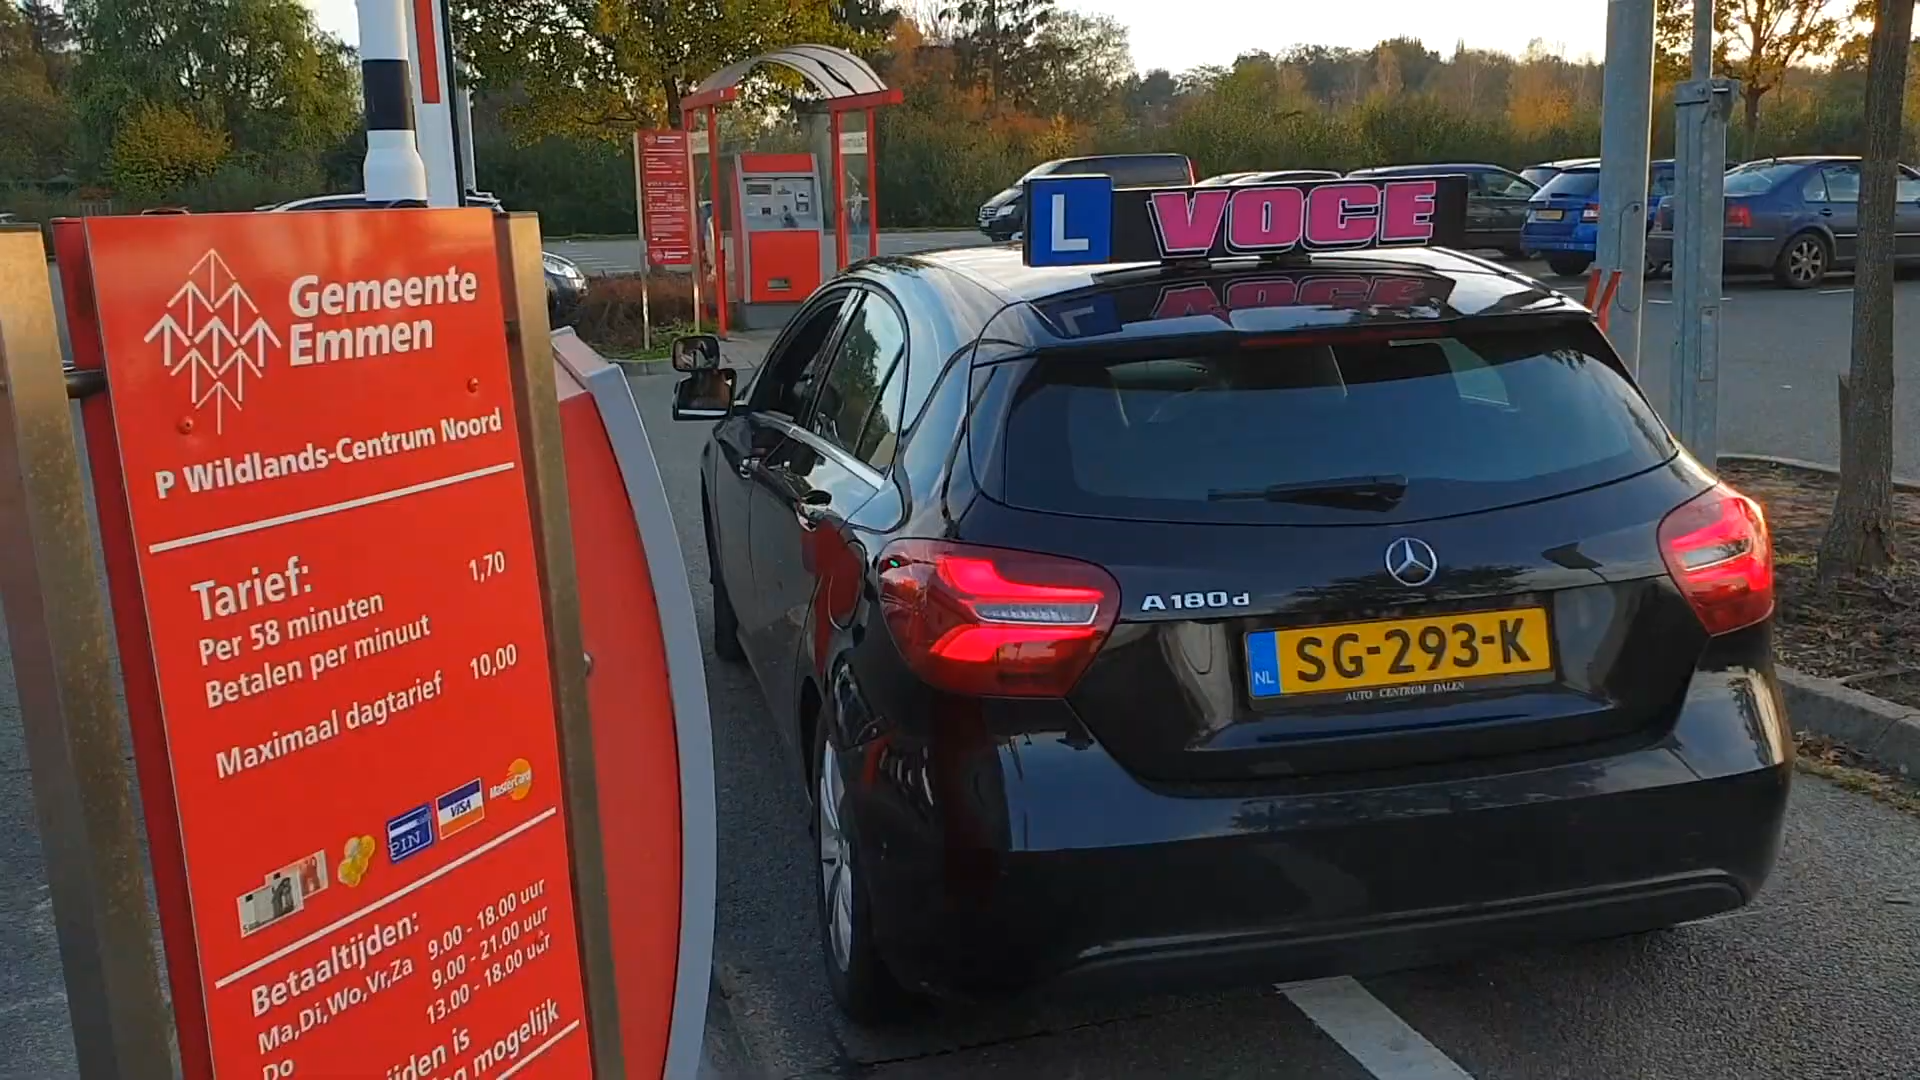 Gemeente
Emmen
P Wildlands-Centrum Noord
Tarief:
Per 58 minuten 1,70
Betalen per minuut
Maximaal dagtarief 10,00
PIN
VISA
MasterCard
Betaaltijden:
Ma,Di,Wo,Vr,Za 9.00 - 18.00 uur
Do 9.00 - 21.00 uur
13.00 - 18.00 uur
jden is
mogelijk
L VOCE
A180d
NL SG-293-K
AUTO CENTRUM DALEN